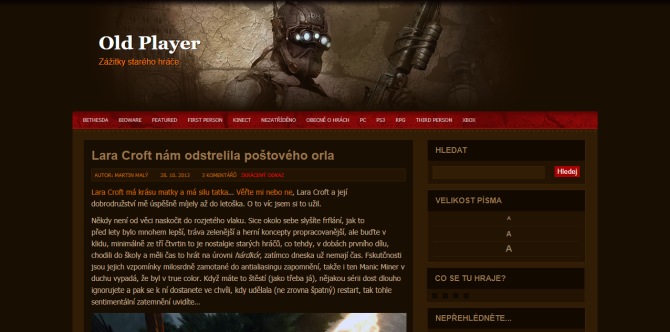 Old Player
Zážitky starého hráče
BETHESDA BIOWARE FEATURED FIRST PERSON KINECT NEZATŘÍDĚNO OBECNĚ O HRÁCH PC PS3 RPG THIRD PERSON XBOX
Lara Croft nám odstrelila poštového orla
AUTOR: MARTIN MALÝ 28. 10. 2013 3 KOMENTÁŘŮ ZKRÁCENÝ ODKAZ
Lara Croft má krásu matky a má silu tatka... Věřte mi nebo ne, Lara Croft a její
dobrodružství mě úspěšně míjely až do letoška. O to víc jsem si to užil.
Někdy není od věci naskočit do rozjetého vlaku. Sice okolo sebe slyšíte frflání, jak to
před lety bylo mnohem lepší, tráva zelenější a herní koncepty propracovanější, ale buďte v
klidu, minimálně ze tří čtvrtin to je nostalgie starých hráčů, co tehdy, v dobách prvního dílu,
chodili do školy a měli čas to hrát na úrovni hárdkór, zatímco dneska už nemají čas. Fskutčnosti
jsou jejich vzpomínky milosrdně zamotané do antialiasingu zapomnění, takže i ten Manic Miner v
duchu vypadá, že byl v true color. Když máte to štěstí (jako třeba já), nějakou sérii dost dlouho
ignorujete a pak se k ní dostanete ve chvíli, kdy udělala (ne zrovna špatný) restart, tak tohle
sentimentální zatemnění uvidíte...
HLEDAT
Hledej
VELIKOST PÍSMA
A
A
A
CO SE TU HRAJE?
NEPŘEHLÉDNĚTE...